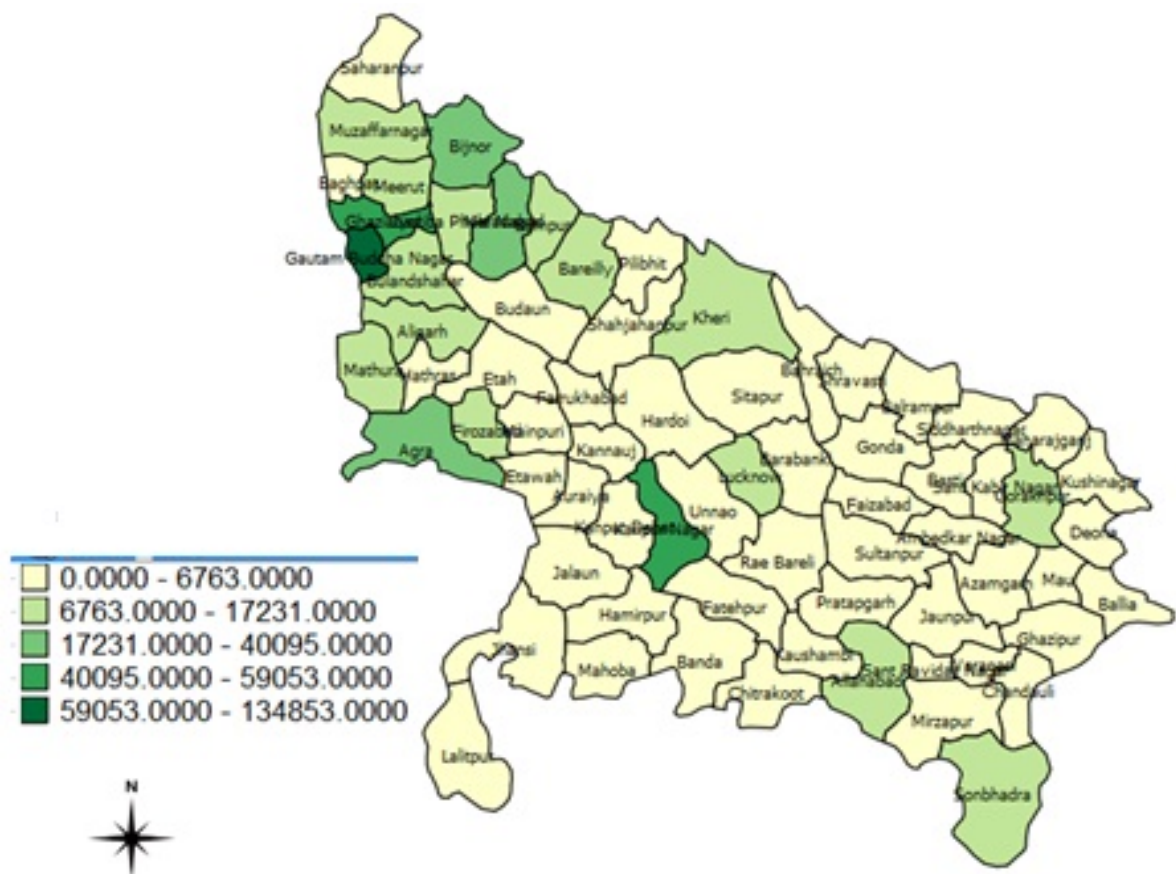 Saharanpur
Muzaffarnagar
Bijnor
Meerut
Gautam Buddha Nagar
Bulandshahar
Bareilly
Pilibhit
Budaun
Shahjahanpur
Kheri
Aligarh
Mathura
Hathras
Etah
Farrukhabad
Hardoi
Sitapur
Bahraich
Shravasti
Balrampur
Siddharthnagar
Maharajganj
Agra
Firozabad
Mainpuri
Kannauj
Gonda
Basti
Sant Kabir Nagar
Gorakhpur
Kushinagar
Etawah
Auraiya
Lucknow
Barabanki
Faizabad
Unnao
Ambedkar Nagar
Deoria
Jalaun
Rae Bareli
Sultanpur
Azamgarh
Mau
Ballia
0.0000 - 6763.0000
6763.0000 - 17231.0000
17231.0000 - 40095.0000
40095.0000 - 59053.0000
59053.0000 - 134853.0000
Hamirpur
Fatehpur
Pratapgarh
Jaunpur
Ghazipur
Jhansi
Mahoba
Banda
Kaushambi
Chitrakoot
Allahabad
Sant Ravidas Nagar
Chandauli
Mirzapur
Lalitpur
Sonbhadra
N